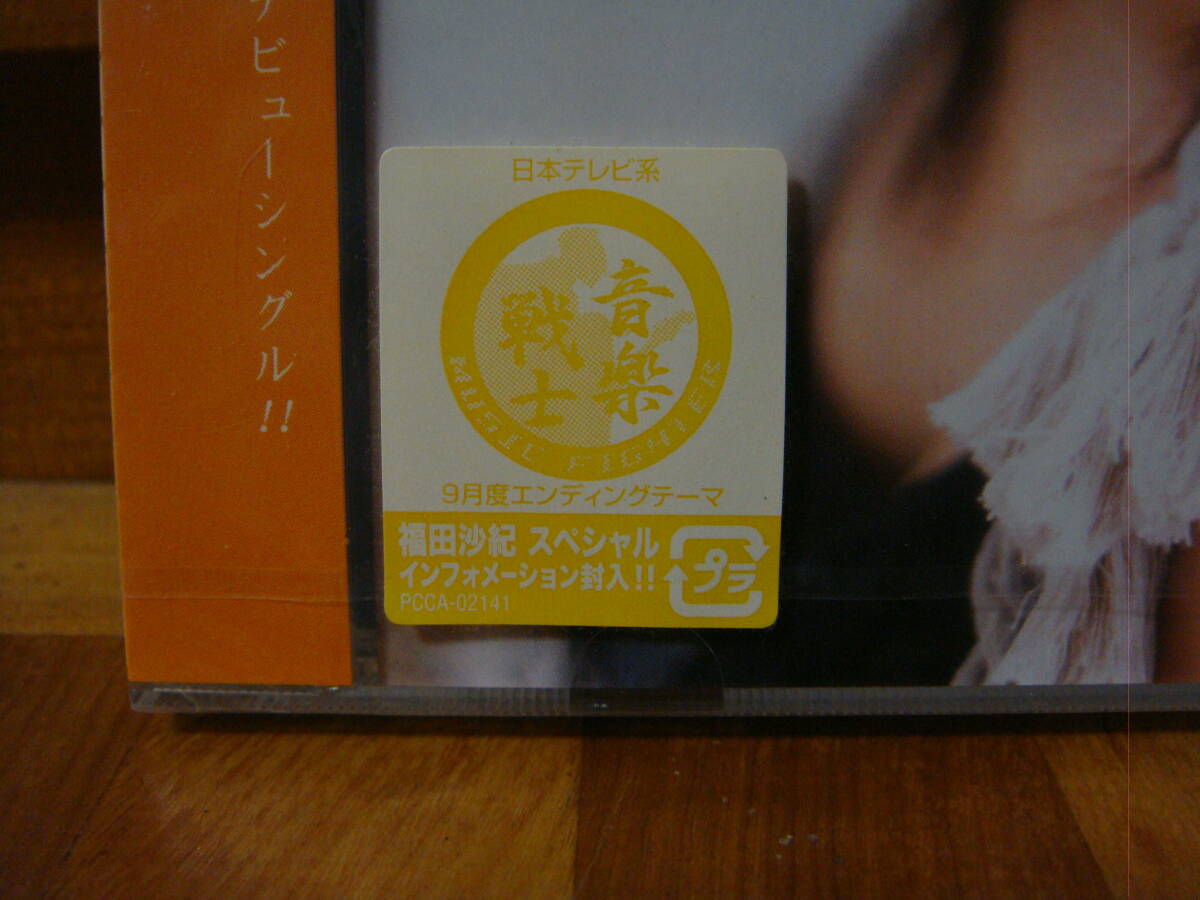 デビューシングル!!
日本テレビ系
音楽
戦士
MUSIC FIGHTER
9月度エンディングテーマ
福田沙紀 スペシャル
インフォメーション封入!!
PCCA-02141
プラ